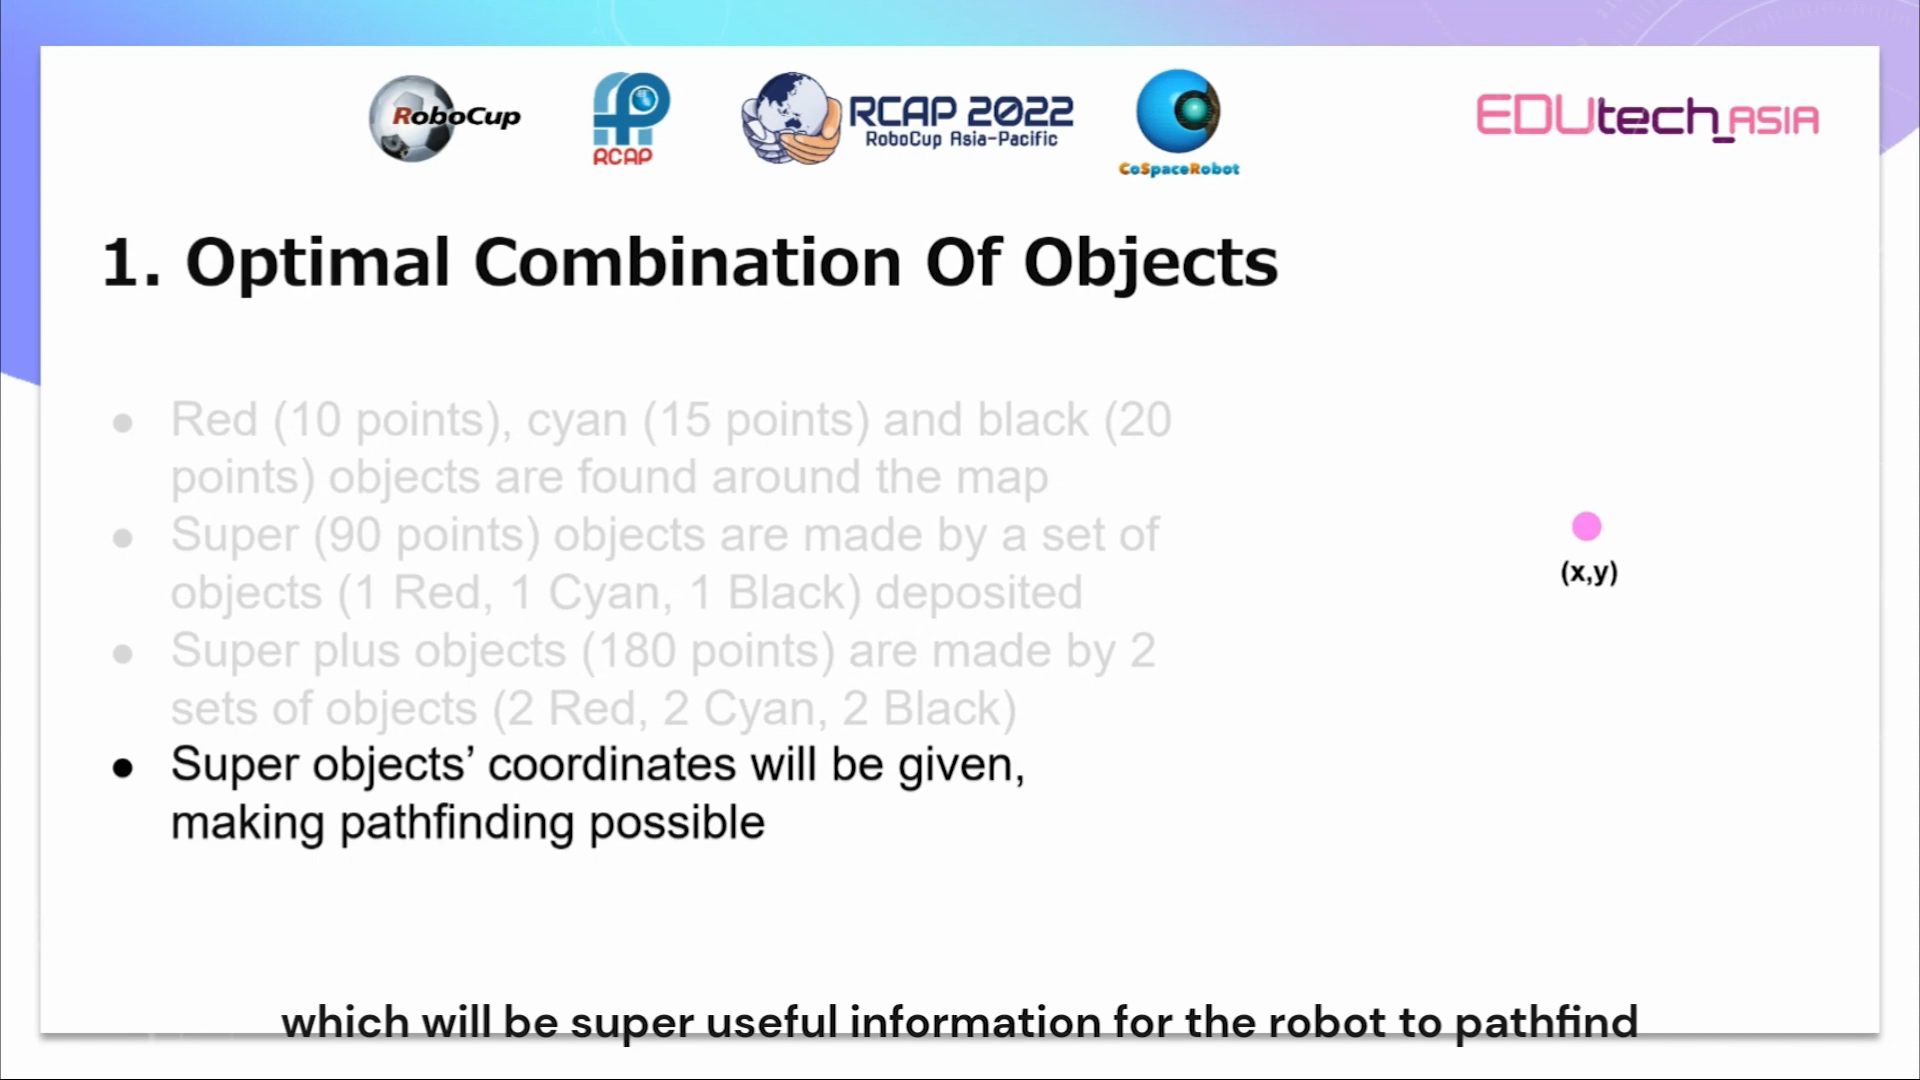 RoboCup
RCAP
RCAP 2022
RoboCup Asia-Pacific
CoSpaceRobot
EDUtech_ASIA
1. Optimal Combination Of Objects
● Red (10 points), cyan (15 points) and black (20
points) objects are found around the map
● Super (90 points) objects are made by a set of
objects (1 Red, 1 Cyan, 1 Black) deposited
● Super plus objects (180 points) are made by 2
sets of objects (2 Red, 2 Cyan, 2 Black)
● Super objects’ coordinates will be given,
making pathfinding possible
(x,y)
which will be super useful information for the robot to pathfind